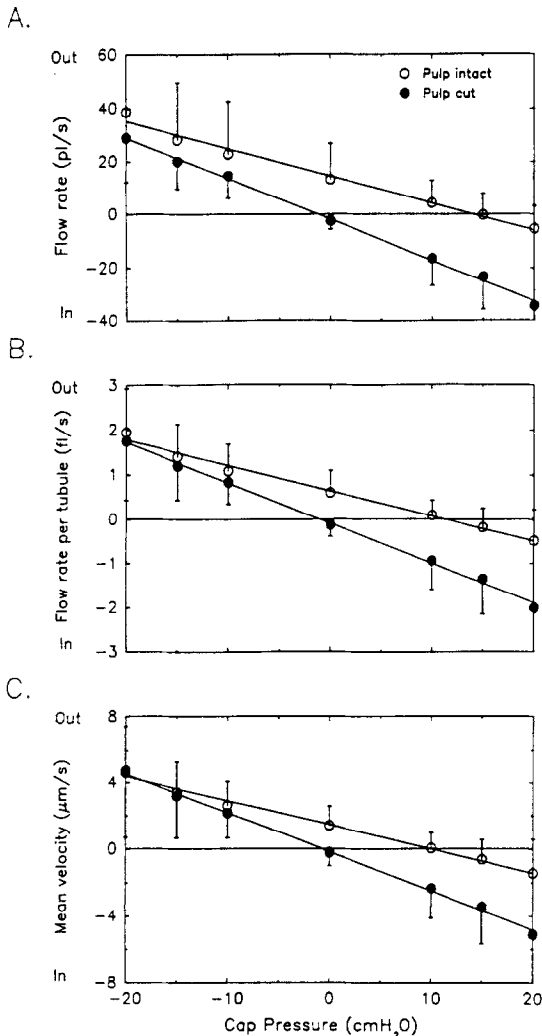 A.
Out
60
40
20
0
−20
−40
In
Flow rate (pl/s)
Pulp intact
Pulp cut
B.
Out
3
2
1
0
−1
−2
−3
In
Flow rate per tubule (fl/s)
C.
Out
8
4
0
−4
−8
In
Mean velocity (μm/s)
−20
−10
0
10
20
Cap Pressure (cmH₂O)